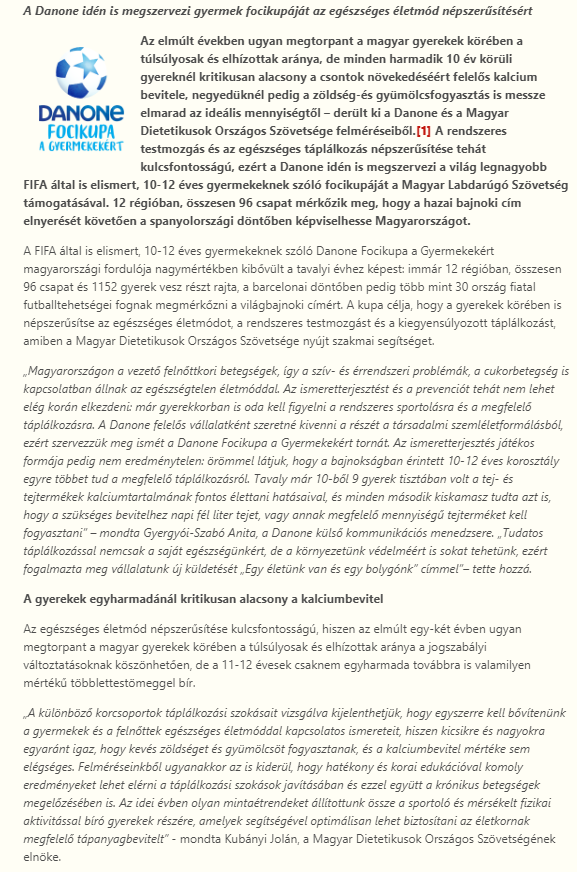 A Danone idén is megszervezi gyermek focikupáját az egészséges életmód népszerűsítésért
DANONE
FOCIKUPA
A GYERMEKEKÉRT
Az elmúlt években ugyan megtorpant a magyar gyerekek körében a
túlsúlyosak és elhízottak aránya, de minden harmadik 10 év körüli
gyereknél kritikusan alacsony a csontok növekedéséért felelős kalcium
bevitele, negyedüknél pedig a zöldség-és gyümölcsfogyasztás is messze
elmarad az ideális mennyiségtől – derült ki a Danone és a Magyar
Dietetikusok Országos Szövetsége felméréseiből.[1] A rendszeres
testmozgás és az egészséges táplálkozás népszerűsítése tehát
kulcsfontosságú, ezért a Danone idén is megszervezi a világ legnagyobb
FIFA által is elismert, 10-12 éves gyermekeknek szóló focikupáját a Magyar Labdarúgó Szövetség
támogatásával. 12 régióban, összesen 96 csapat mérkőzik meg, hogy a hazai bajnoki cím
elnyerését követően a spanyolországi döntőben képviselhesse Magyarországot.
A FIFA által is elismert, 10-12 éves gyermekeknek szóló Danone Focikupa a Gyermekekért
magyarországi fordulója nagymértékben kibővült a tavalyi évhez képest: immár 12 régióban, összesen
96 csapat és 1152 gyerek vesz részt rajta, a barcelonai döntőben pedig több mint 30 ország fiatal
futballtehetségei fognak megmérkőzni a világbajnoki címért. A kupa célja, hogy a gyerekek körében is
népszerűsítse az egészséges életmódot, a rendszeres testmozgást és a kiegyensúlyozott táplálkozást,
amiben a Magyar Dietetikusok Országos Szövetsége nyújt szakmai segítséget.
„Magyarországon a vezető felnőttkori betegségek, így a szív- és érrendszeri problémák, a cukorbetegség is
kapcsolatban állnak az egészségtelen életmóddal. Az ismeretterjesztést és a prevenciót tehát nem lehet
elég korán elkezdeni: már gyerekkorban is oda kell figyelni a rendszeres sportolásra és a megfelelő
táplálkozásra. A Danone felelős vállalatként szeretné kivenni a részét a társadalmi szemléletformálásból,
ezért szervezzük meg ismét a Danone Focikupa a Gyermekekért tornát. Az ismeretterjesztés játékos
formája pedig nem eredménytelen: örömmel látjuk, hogy a bajnokságban érintett 10-12 éves korosztály
egyre többet tud a megfelelő táplálkozásról. Tavaly már 10-ből 9 gyerek tisztában volt a tej- és
tejtermékek kalciumtartalmának fontos élettani hatásaival, és minden második kiskamasz tudta azt is,
hogy a szükséges bevitelhez napi fél liter tejet, vagy annak megfelelő mennyiségű tejterméket kell
fogyasztani” – mondta Gyergyói-Szabó Anita, a Danone külső kommunikációs menedzsere. „Tudatos
táplálkozással nemcsak a saját egészségünkért, de a környezetünk védelméért is sokat tehetünk, ezért
fogalmazta meg vállalatunk új küldetését „Egy életünk van és egy bolygónk” címmel”– tette hozzá.
A gyerekek egyharmadánál kritikusan alacsony a kalciumbevitel
Az egészséges életmód népszerűsítése kulcsfontosságú, hiszen az elmúlt egy-két évben ugyan
megtorpant a magyar gyerekek körében a túlsúlyosak és elhízottak aránya a jogszabályi
változtatásoknak köszönhetően, de a 11-12 évesek csaknem egyharmada továbbra is valamilyen
mértékű többlettestömeggel bír.
„A különböző korcsoportok táplálkozási szokásait vizsgálva kijelenthetjük, hogy egyszerre kell bővítenünk
a gyermekek és a felnőttek egészséges életmóddal kapcsolatos ismereteit, hiszen kicsikre és nagyokra
egyaránt igaz, hogy kevés zöldséget és gyümölcsöt fogyasztanak, és a kalciumbevitel mértéke sem
elégséges. Felméréseinkből ugyanakkor az is kiderül, hogy hatékony és korai edukációval komoly
eredményeket lehet elérni a táplálkozási szokások javításában és ezzel együtt a krónikus betegségek
megelőzésében is. Az idei évben olyan mintaétrendeket állítottunk össze a sportoló és mérsékelt fizikai
aktivitással bíró gyerekek részére, amelyek segítségével optimálisan lehet biztosítani az életkornak
megfelelő tápanyagbevitelt” - mondta Kubányi Jolán, a Magyar Dietetikusok Országos Szövetségének
elnöke.